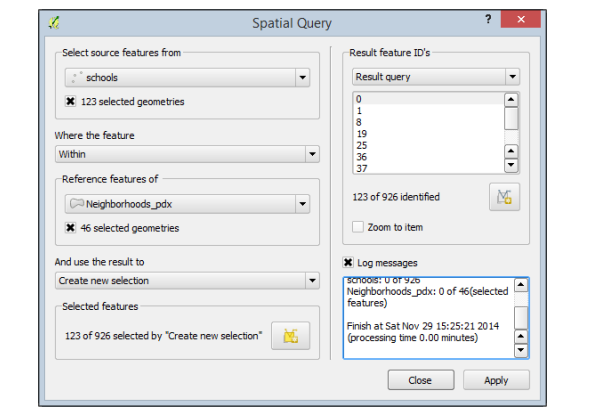 Spatial Query
?
×
Select source features from
schools
123 selected geometries
Where the feature
Within
Reference features of
Neighborhoods_pdx
46 selected geometries
And use the result to
Create new selection
Selected features
123 of 926 selected by "Create new selection"
Result feature ID's
Result query
0
1
8
19
25
36
37
123 of 926 identified
Zoom to item
Log messages
schools: 0 of 926
Neighborhoods_pdx: 0 of 46(selected
features)
Finish at Sat Nov 29 15:25:21 2014
(processing time 0.00 minutes)
Close
Apply